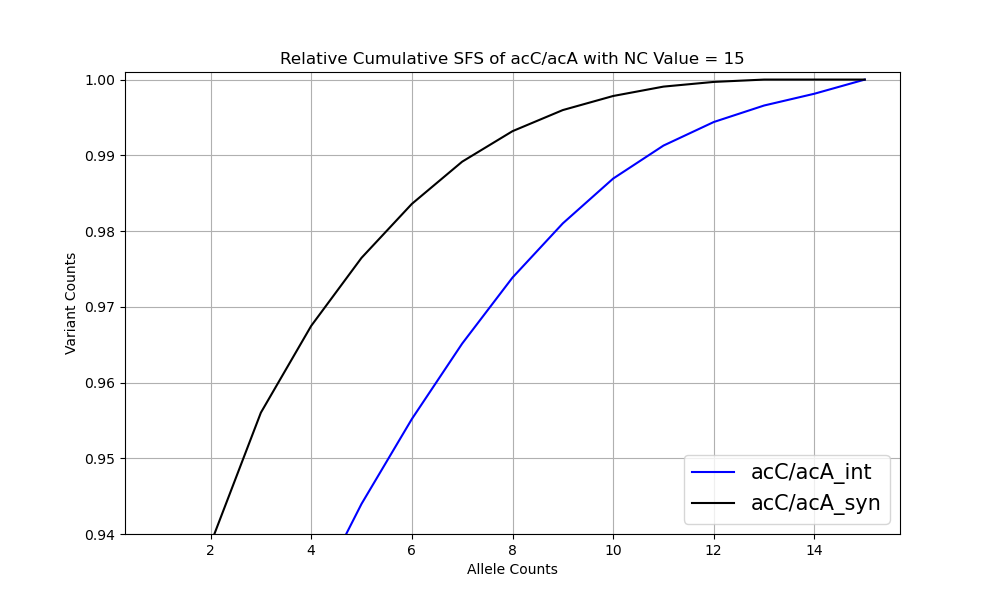 Relative Cumulative SFS of acC/acA with NC Value = 15
Variant Counts
1.00
0.99
0.98
0.97
0.96
0.95
0.94
2 4 6 8 10 12 14
Allele Counts
acC/acA_int
acC/acA_syn